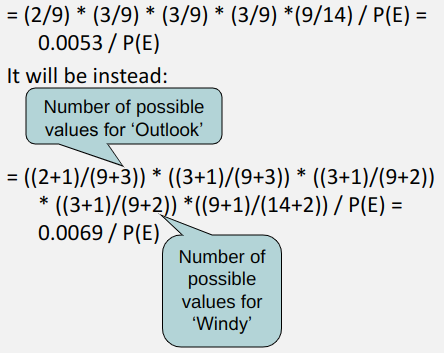 = (2/9) * (3/9) * (3/9) * (3/9) *(9/14) / P(E) =
0.0053 / P(E)
It will be instead:
Number of possible
values for ‘Outlook’
= ((2+1)/(9+3)) * ((3+1)/(9+3)) * ((3+1)/(9+2))
* ((3+1)/(9+2)) *((9+1)/(14+2)) / P(E) =
0.0069 / P(E)
Number of
possible
values for
‘Windy’